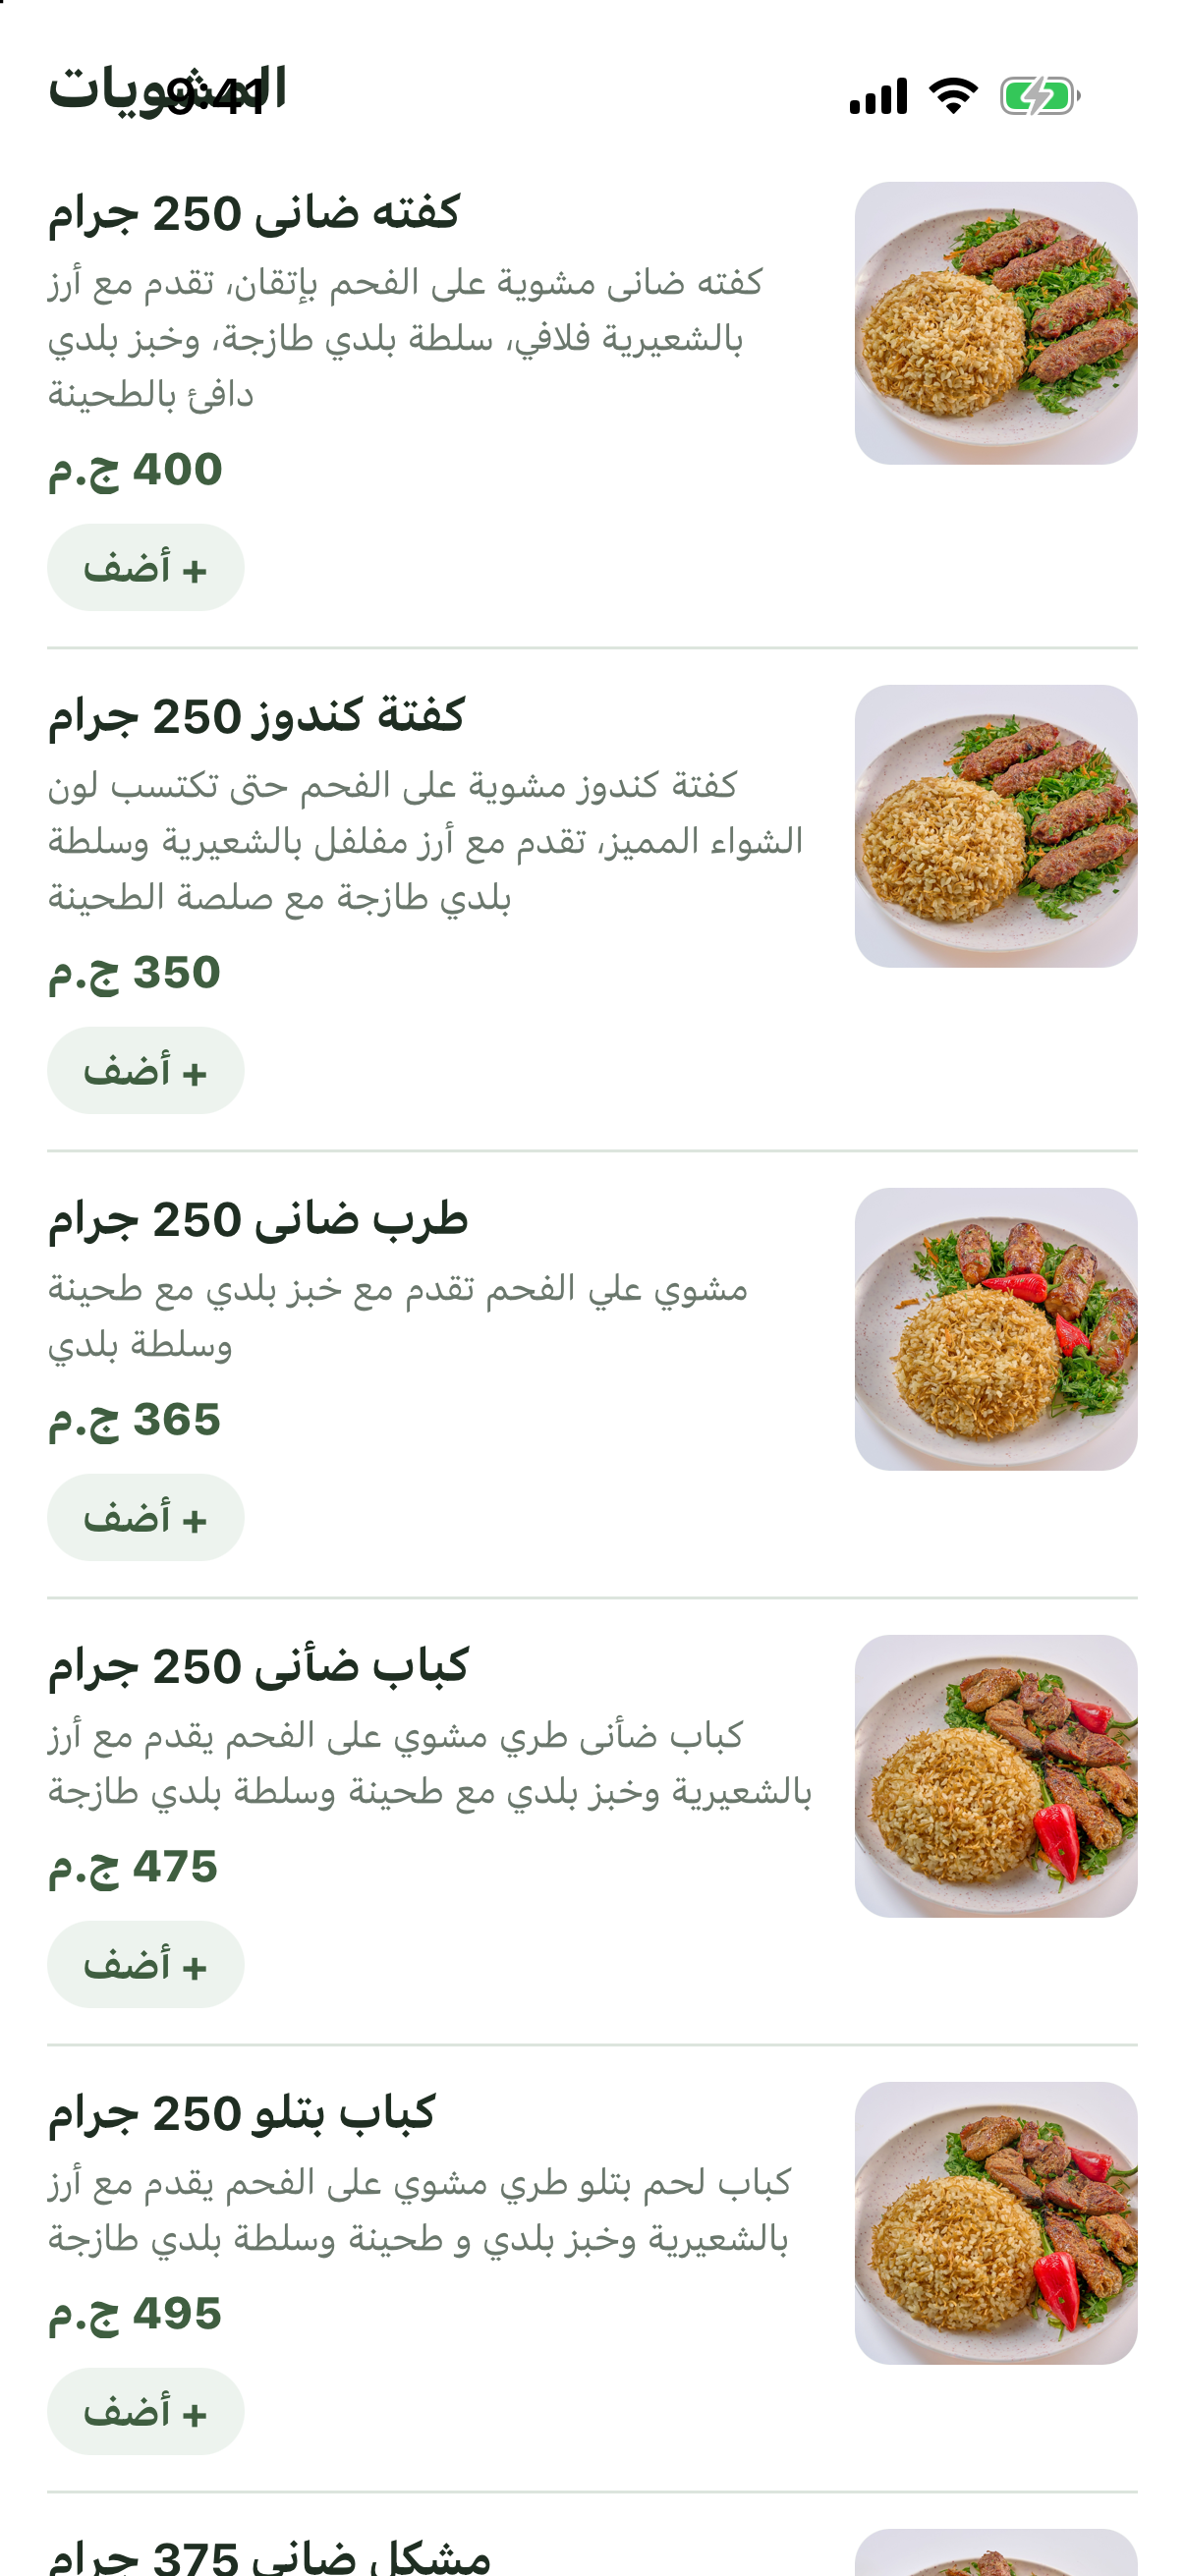 المشويات
9:41
كفته ضانى 250 جرام
كفته ضانى مشوية على الفحم بإتقان، تقدم مع أرز
بالشعيرية فلافي، سلطة بلدي طازجة، وخبز بلدي
دافئ بالطحينة
400 ج.م
+ أضف
كفتة كندوز 250 جرام
كفتة كندوز مشوية على الفحم حتى تكتسب لون
الشواء المميز، تقدم مع أرز مفلفل بالشعيرية وسلطة
بلدي طازجة مع صلصة الطحينة
350 ج.م
+ أضف
طرب ضانى 250 جرام
مشوي علي الفحم تقدم مع خبز بلدي مع طحينة
وسلطة بلدي
365 ج.م
+ أضف
كباب ضأنى 250 جرام
كباب ضأنى طري مشوي على الفحم يقدم مع أرز
بالشعيرية وخبز بلدي مع طحينة وسلطة بلدي طازجة
475 ج.م
+ أضف
كباب بتلو 250 جرام
كباب لحم بتلو طري مشوي على الفحم يقدم مع أرز
بالشعيرية وخبز بلدي و طحينة وسلطة بلدي طازجة
495 ج.م
+ أضف
مشكل ضاني 375 جرام